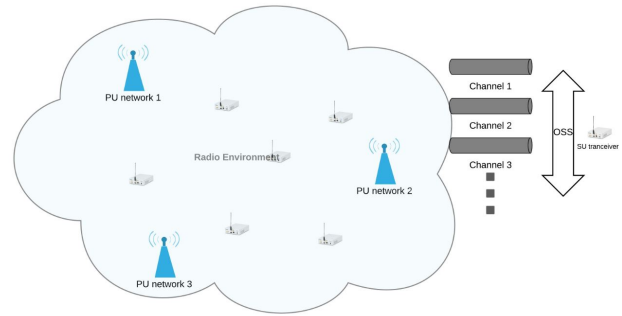 PU network 1
Radio Environment
PU network 2
PU network 3
Channel 1
Channel 2
Channel 3
OSS
SU tranceiver